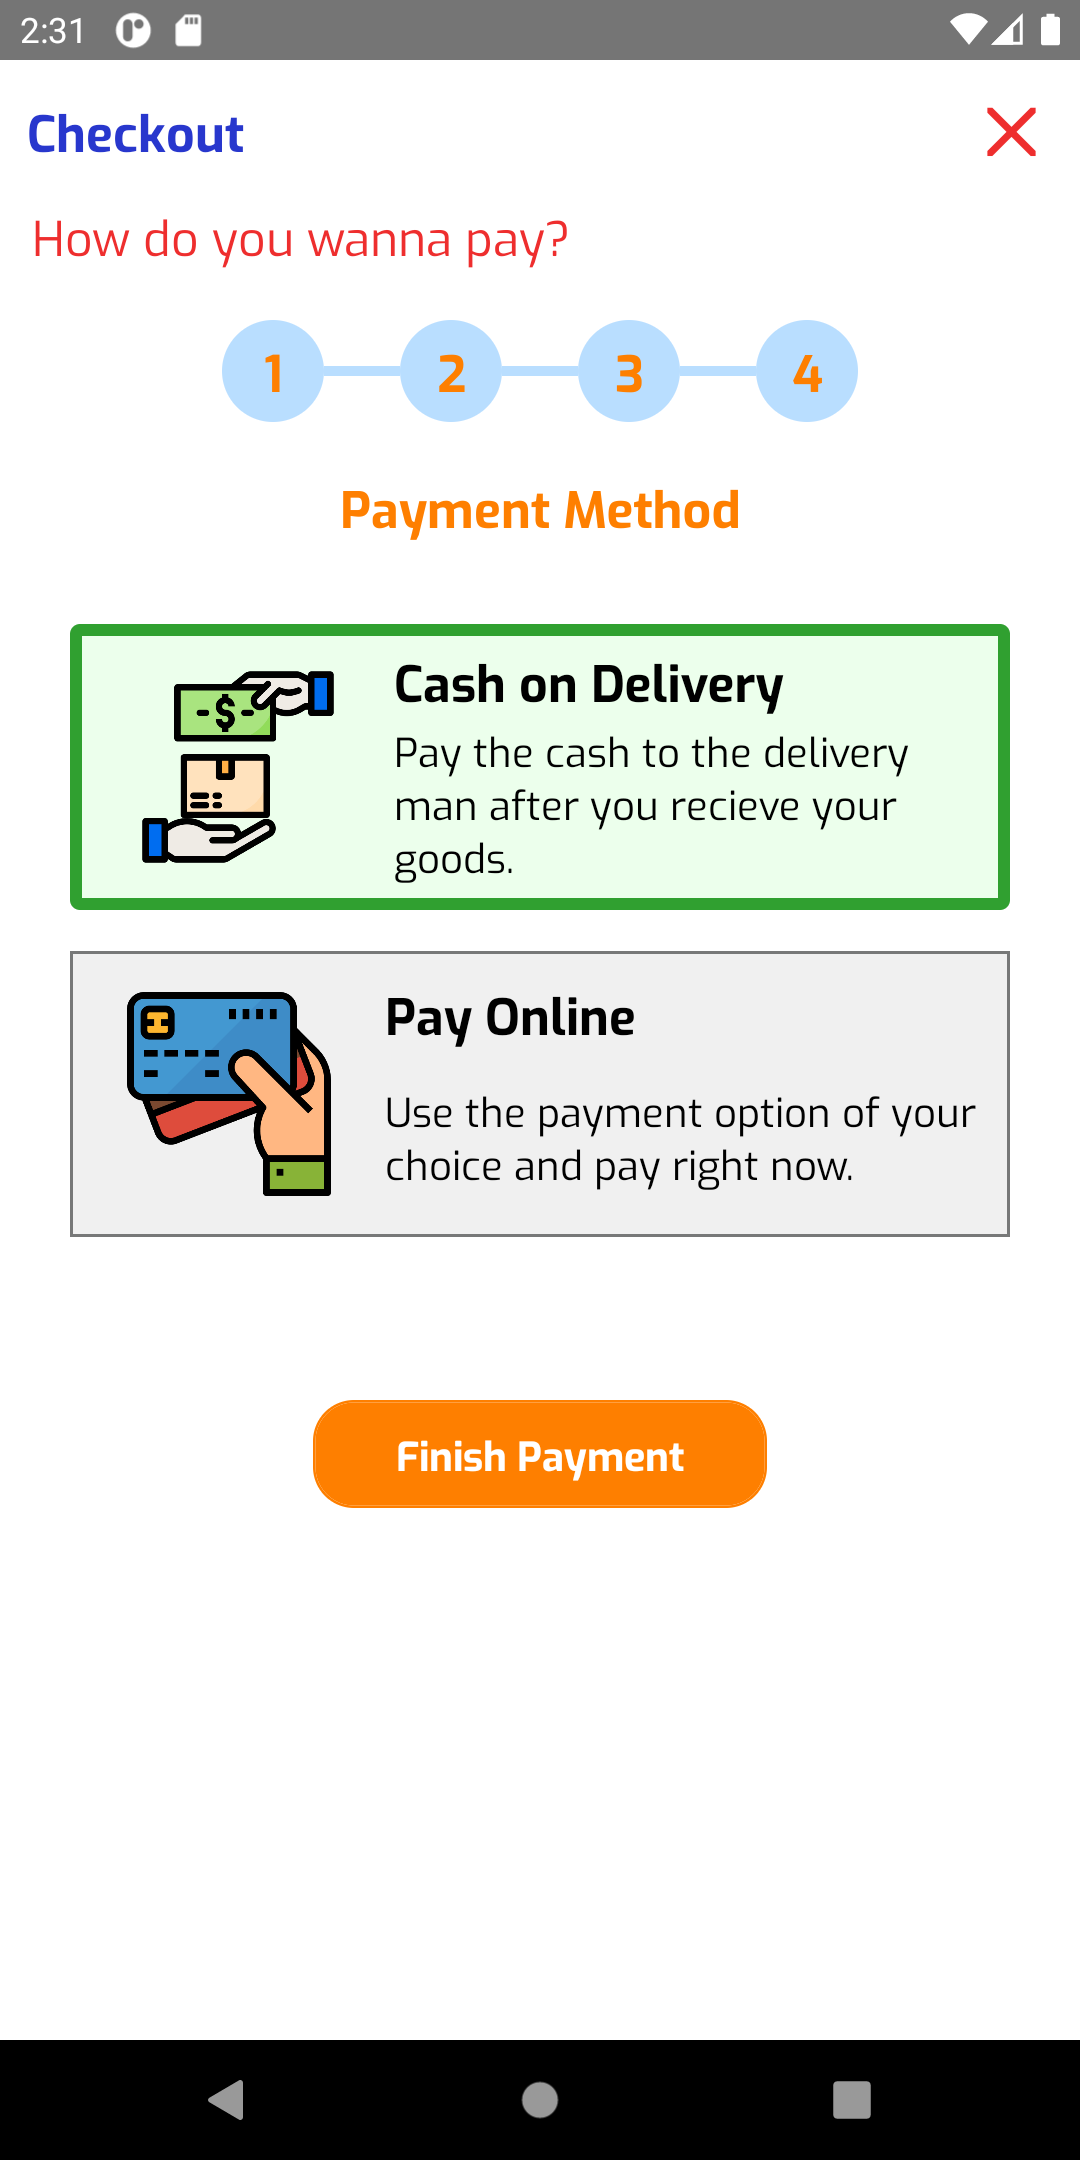 2:31
Checkout
How do you wanna pay?
1 2 3 4
Payment Method
-$-
Cash on Delivery
Pay the cash to the delivery
man after you recieve your
goods.
Pay Online
Use the payment option of your
choice and pay right now.
Finish Payment